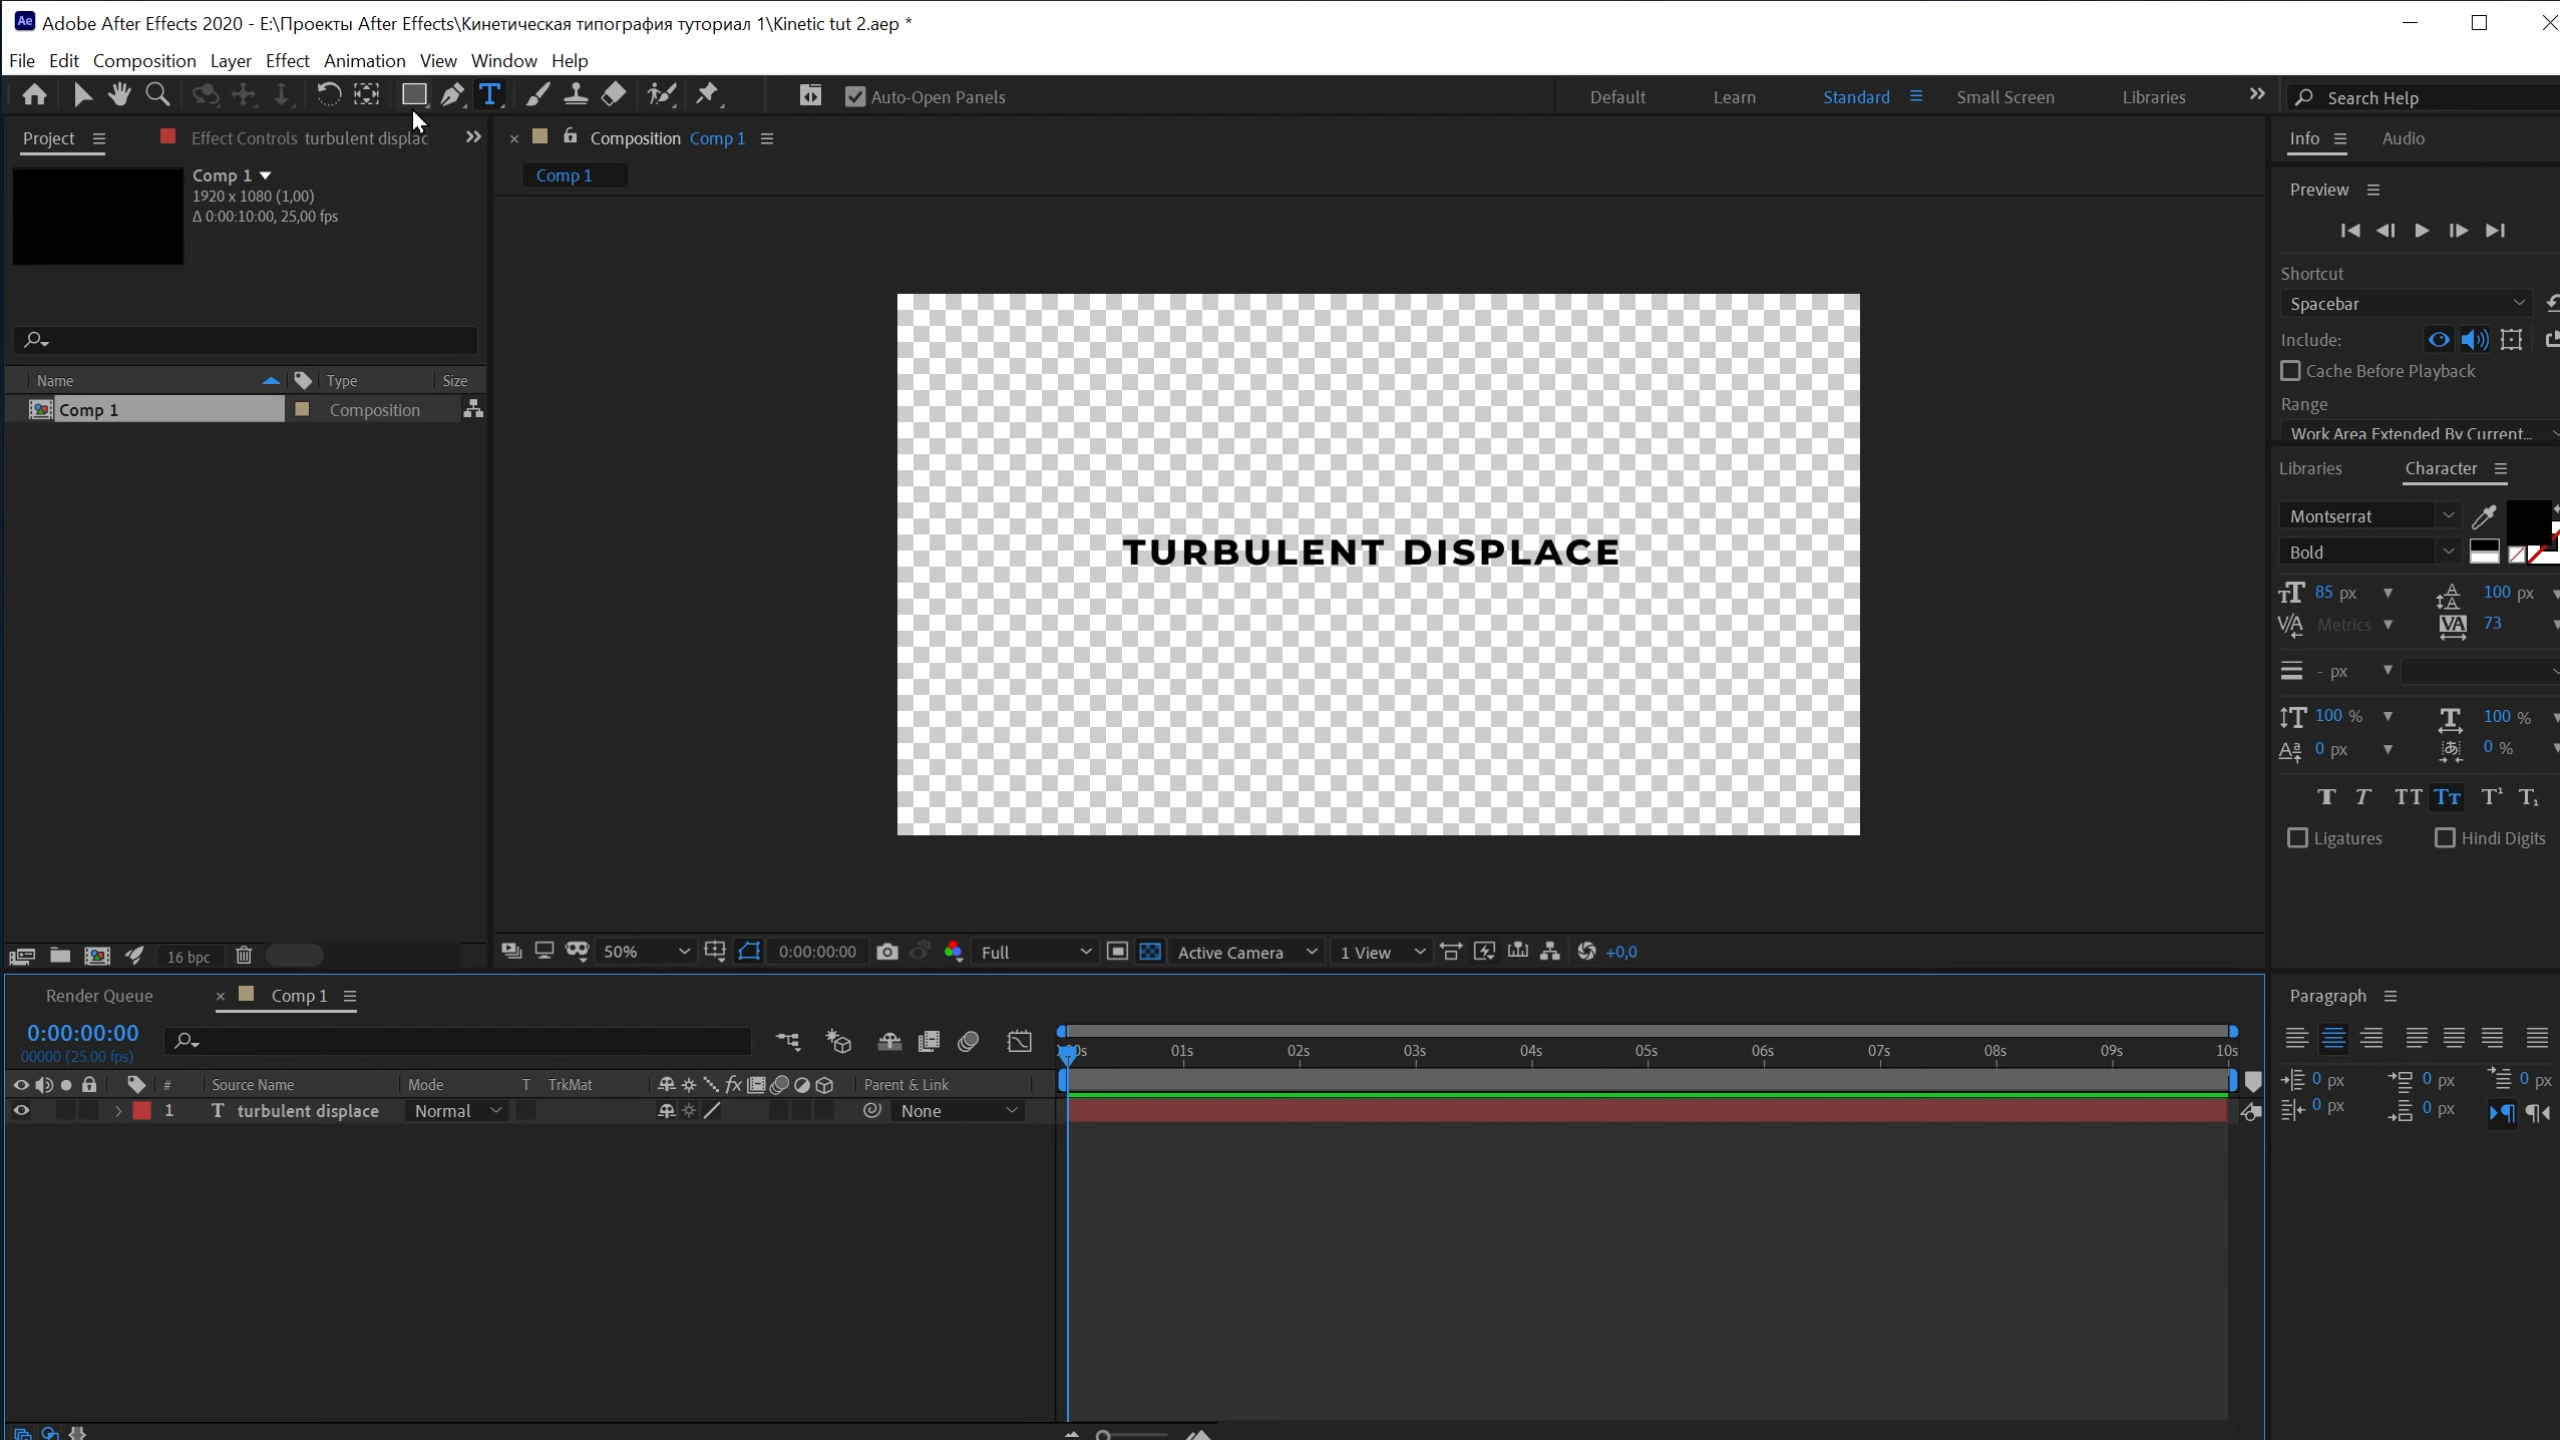 Adobe After Effects 2020 - E:\Проекты After Effects\Кинетическая типография туториал 1\Kinetic tut 2.aep *
File Edit Composition Layer Effect Animation View Window Help
Auto-Open Panels
Default Learn Standard Small Screen Libraries
Search Help
Project
Effect Controls turbulent displac
Composition Comp 1
Info Audio
Comp 1
1920 x 1080 (1,00)
Δ 0:00:10:00, 25,00 fps
Comp 1
Preview
Shortcut
Spacebar
Include:
Cache Before Playback
Range
Work Area Extended By Current...
Name Type Size
Comp 1 Composition
TURBULENT DISPLACE
Libraries Character
Montserrat
Bold
85 px 100 px
Metrics 73
- px
100 % 100 %
0 px 0 %
Ligatures Hindi Digits
16 bpc
50% 0:00:00:00 Full Active Camera 1 View +0,0
Render Queue Comp 1
0:00:00:00
00000 (25.00 fps)
01s 02s 03s 04s 05s 06s 07s 08s 09s 10s
# Source Name Mode T TrkMat Parent & Link
1 T turbulent displace Normal None
Paragraph
0 px 0 px 0 px
0 px 0 px